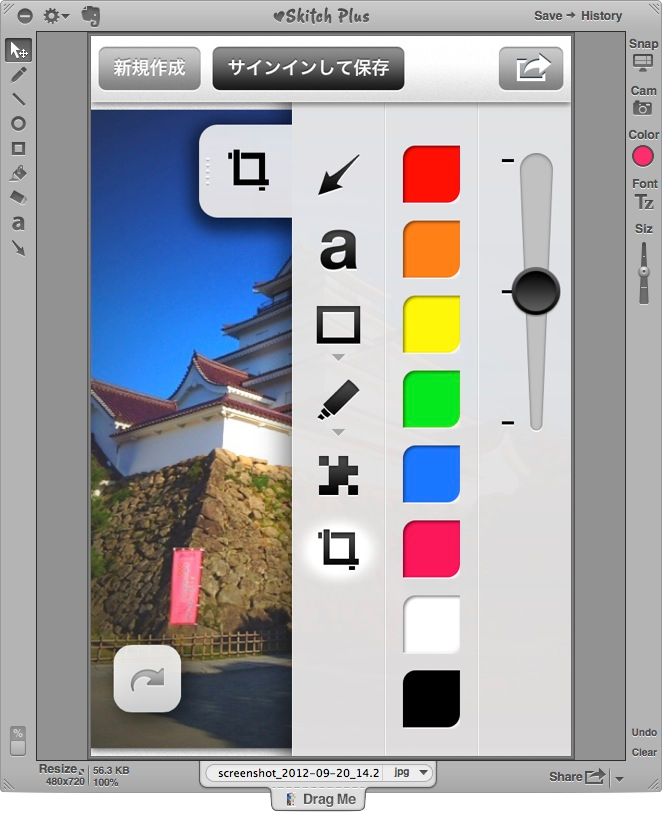 Skitch Plus
Save → History
新規作成
サインインして保存
Snap
Cam
Color
Font
Tz
Siz
a
a
%
Undo
Clear
Resize
480x720
56.3 KB
100%
screenshot_2012-09-20_14.2
jpg
Share
Drag Me